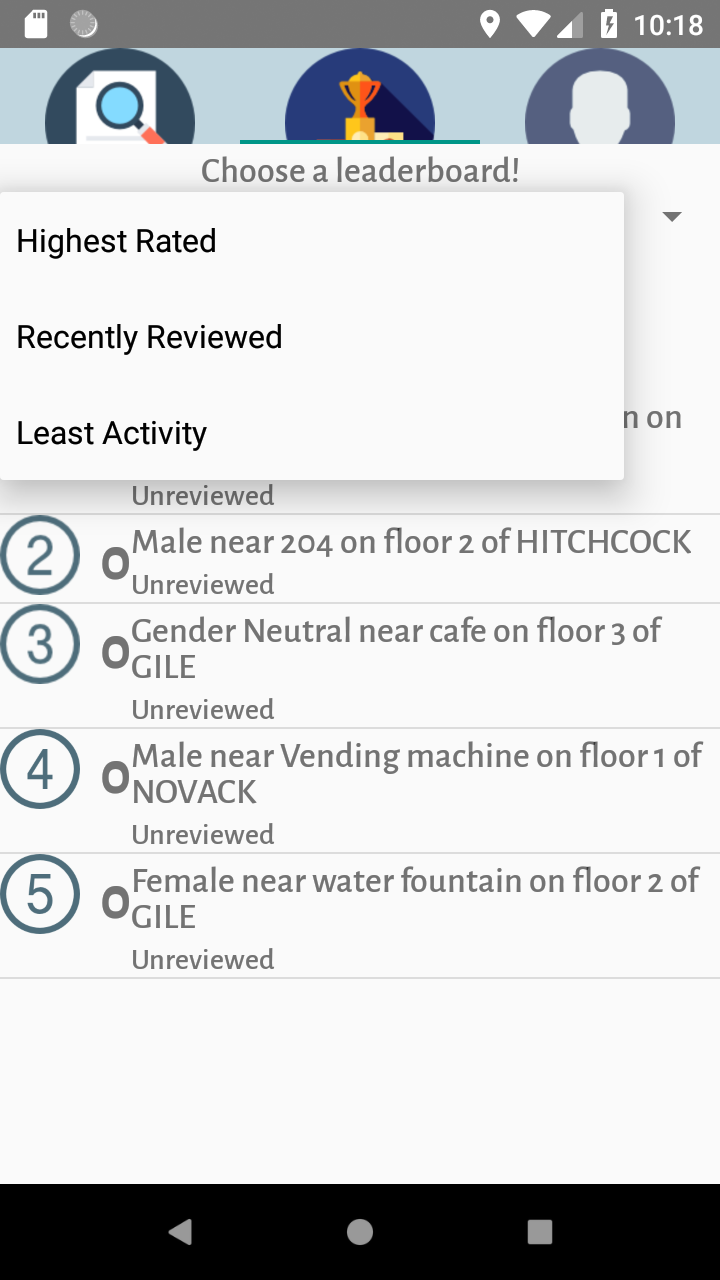 10:18
Choose a leaderboard!
Highest Rated
Recently Reviewed
Least Activity
on
Unreviewed
2
0
Male near 204 on floor 2 of HITCHCOCK
Unreviewed
3
0
Gender Neutral near cafe on floor 3 of
GILE
Unreviewed
4
0
Male near Vending machine on floor 1 of
NOVACK
Unreviewed
5
0
Female near water fountain on floor 2 of
GILE
Unreviewed